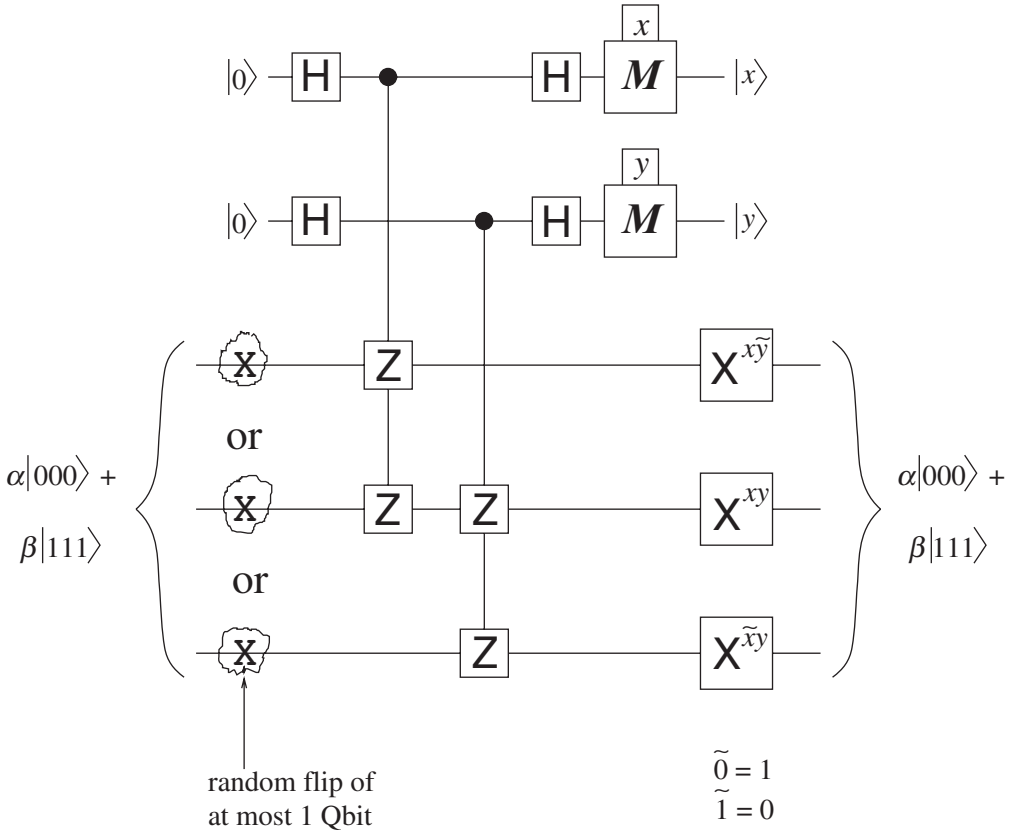 x
|0⟩ H H M |x⟩
y
|0⟩ H H M |y⟩
X Z X^{xỹ}
or
α|000⟩ + α|000⟩ +
X Z Z X^{xy}
β|111⟩ β|111⟩
or
X Z X^{x̃y}
random flip of
at most 1 Qbit
0̃ = 1
1̃ = 0